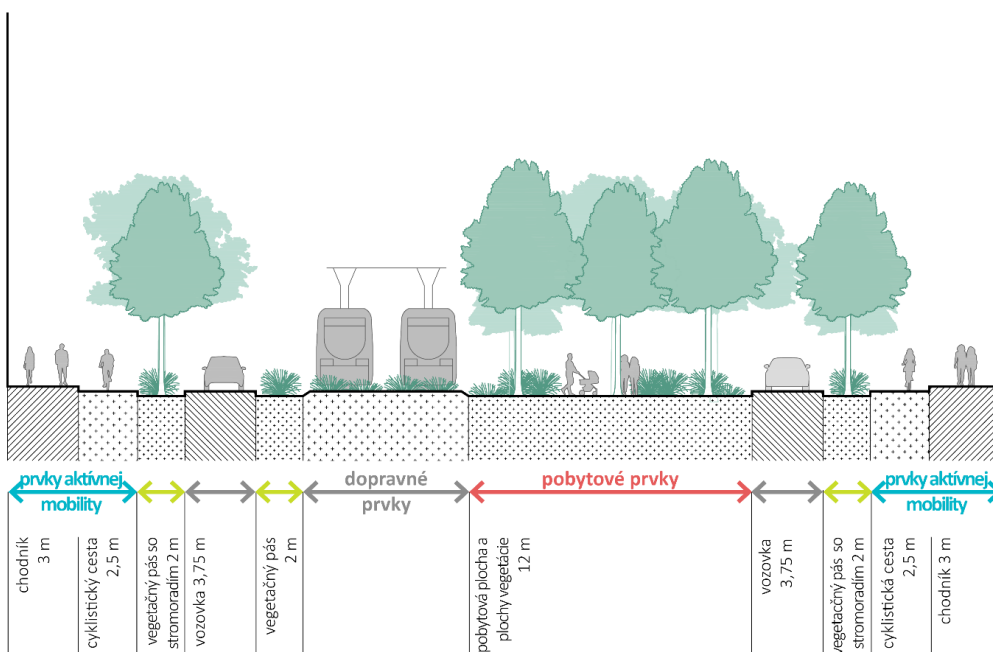 prvky aktívnej
mobility
dopravné
prvky
pobytové prvky
prvky aktívnej
mobility
chodník
3 m
cyklistický cesta
2,5 m
vegetačný pás so
stromoradím 2 m
vozovka 3,75 m
vegetačný pás
2 m
pobytová plocha a
plochy vegetácie
12 m
vozovka
3,75 m
vegetacčný pás so
stromoradím 2 m
cyklistická cesta
2,5 m
chodník 3 m